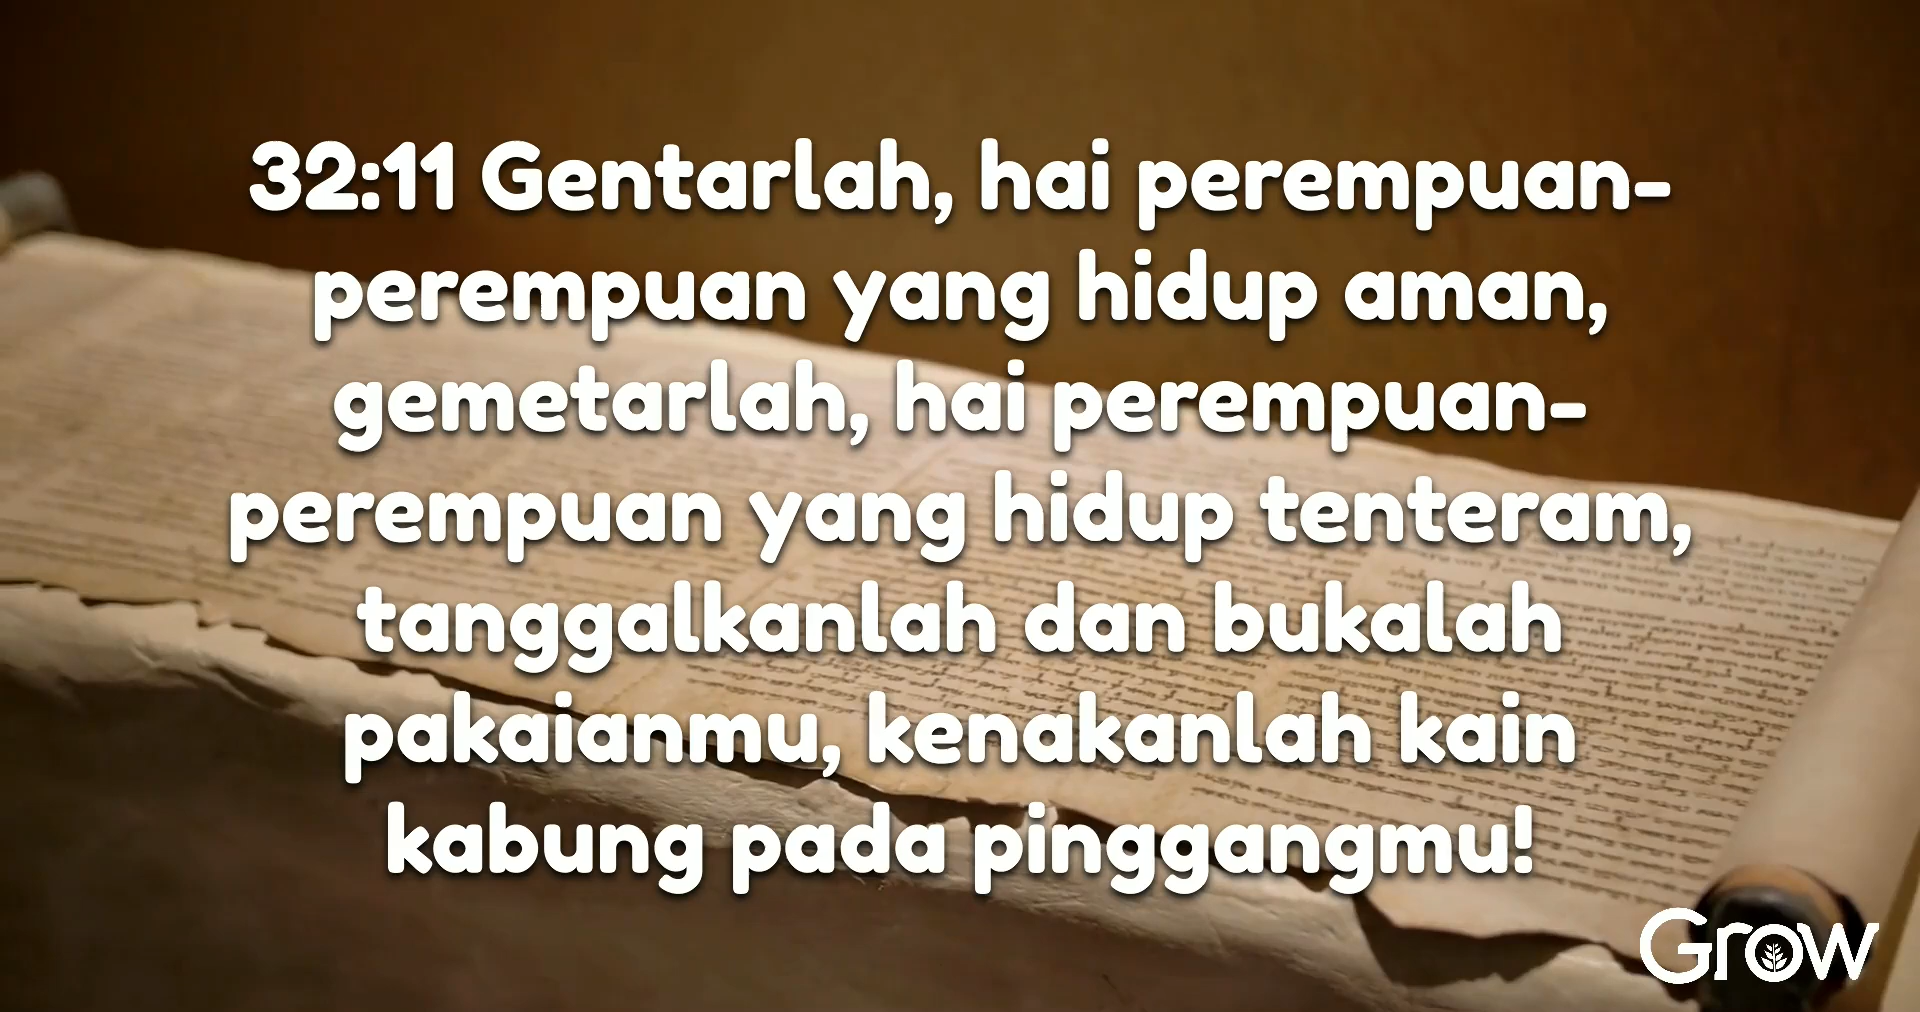 32:11 Gentarlah, hai perempuan-
perempuan yang hidup aman,
gemetarlah, hai perempuan-
perempuan yang hidup tenteram,
tanggalkanlah dan bukalah
pakaianmu, kenakanlah kain
kabung pada pinggangmu!
Grow